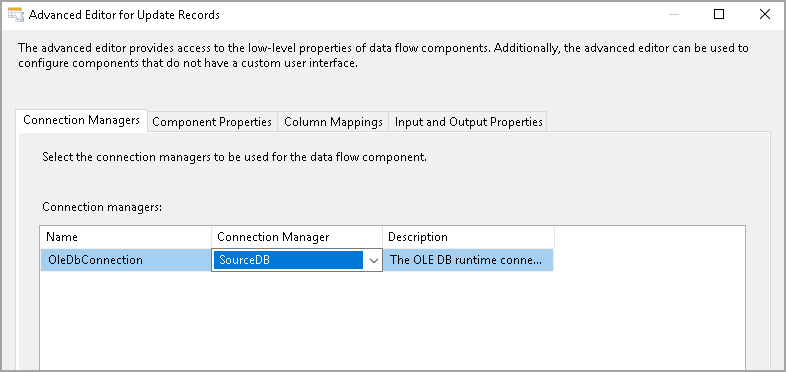 Advanced Editor for Update Records
The advanced editor provides access to the low-level properties of data flow components. Additionally, the advanced editor can be used to
configure components that do not have a custom user interface.
Connection Managers Component Properties Column Mappings Input and Output Properties
Select the connection managers to be used for the data flow component.
Connection managers:
Name Connection Manager Description
OleDbConnection SourceDB The OLE DB runtime conne...